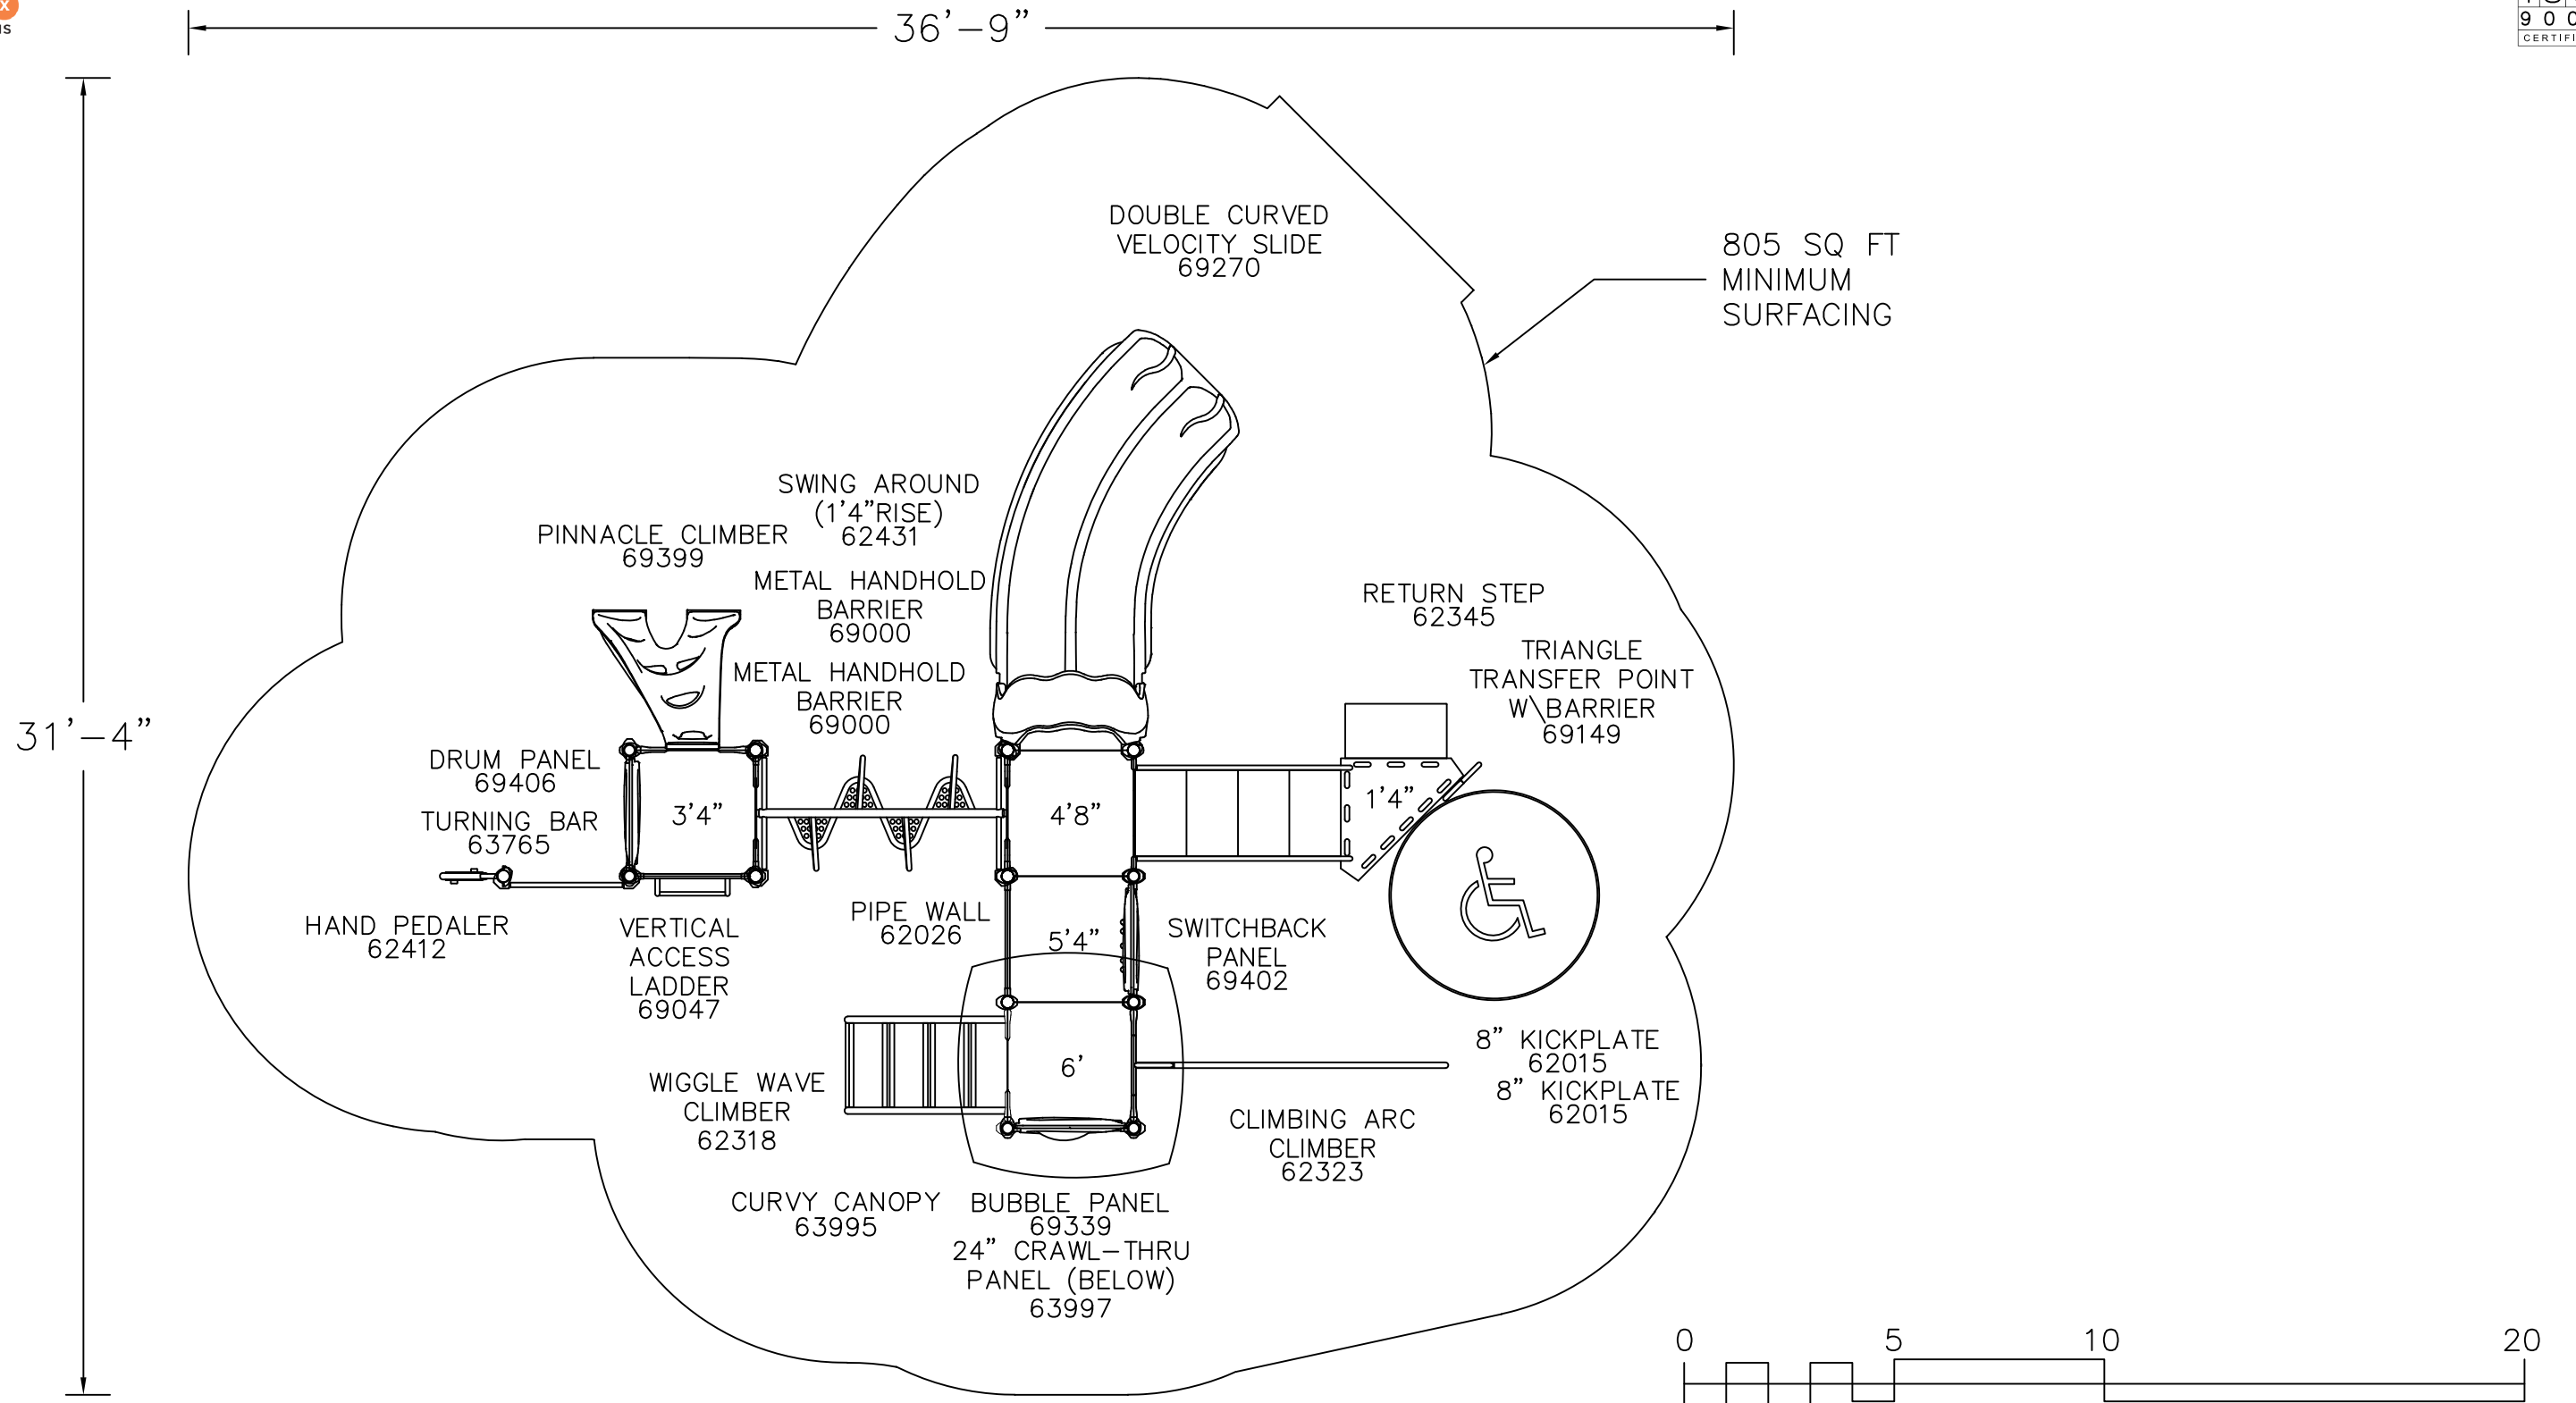 36'-9"
900
CERTIFI
DOUBLE CURVED
VELOCITY SLIDE
69270
805 SQ FT
MINIMUM
SURFACING
SWING AROUND
(1'4"RISE)
62431
PINNACLE CLIMBER
69399
METAL HANDHOLD
BARRIER
69000
RETURN STEP
62345
METAL HANDHOLD
BARRIER
69000
TRIANGLE
TRANSFER POINT
W\BARRIER
69149
31'-4"
DRUM PANEL
69406
TURNING BAR
63765
3'4"
4'8"
1'4"
HAND PEDALER
62412
VERTICAL
ACCESS
LADDER
69047
PIPE WALL
62026
5'4"
SWITCHBACK
PANEL
69402
8" KICKPLATE
62015
8" KICKPLATE
62015
6'
WIGGLE WAVE
CLIMBER
62318
CLIMBING ARC
CLIMBER
62323
CURVY CANOPY
63995
BUBBLE PANEL
69339
24" CRAWL-THRU
PANEL (BELOW)
63997
0 5 10 20